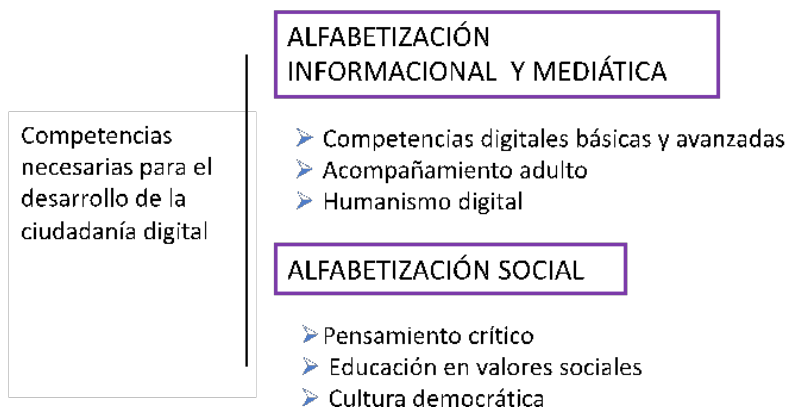 Competencias
necesarias para el
desarrollo de la
ciudadanía digital
ALFABETIZACIÓN
INFORMACIONAL Y MEDIÁTICA
Competencias digitales básicas y avanzadas
Acompañamiento adulto
Humanismo digital
ALFABETIZACIÓN SOCIAL
Pensamiento crítico
Educación en valores sociales
Cultura democrática